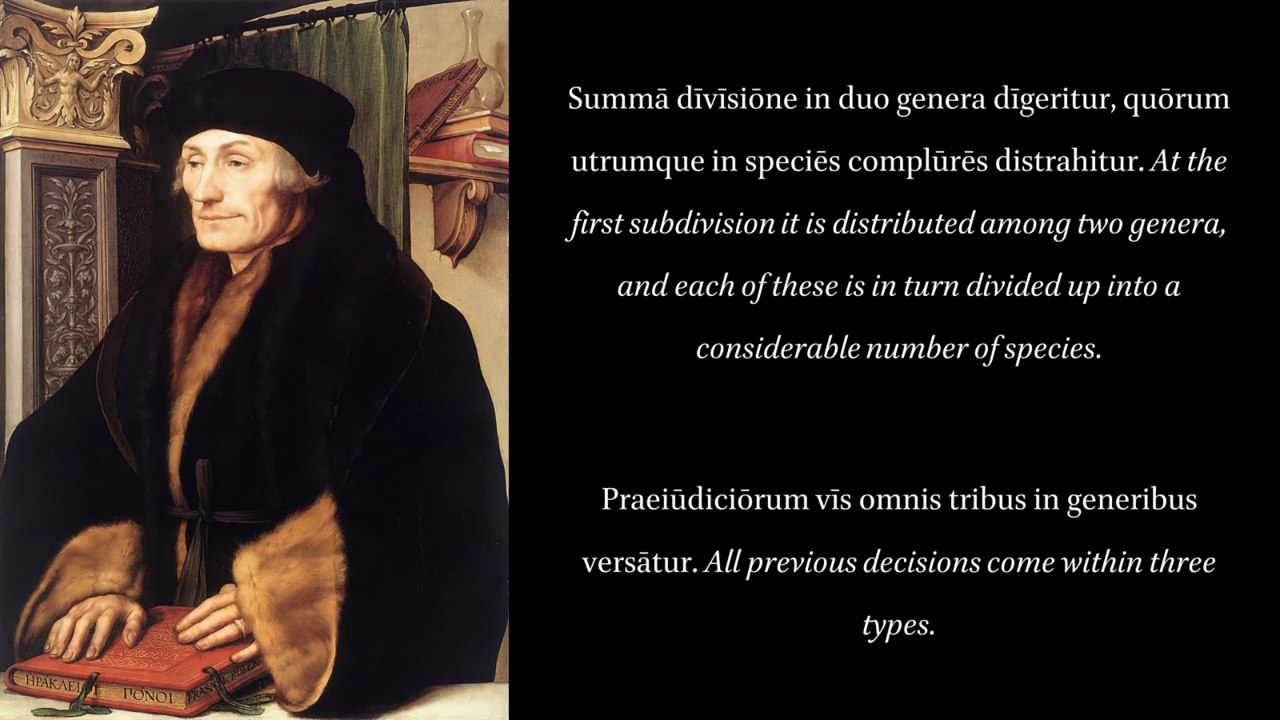 Summā dīvīsiōne in duo genera dīgeritur, quōrum
utrumque in speciēs complūrēs distrahitur. At the
first subdivision it is distributed among two genera,
and each of these is in turn divided up into a
considerable number of species.
Praeiūdiciōrum vīs omnis tribus in generibus
versātur. All previous decisions come within three
types.
ΗΡΑΚΛΕΙ ΠΟΝΟΙ